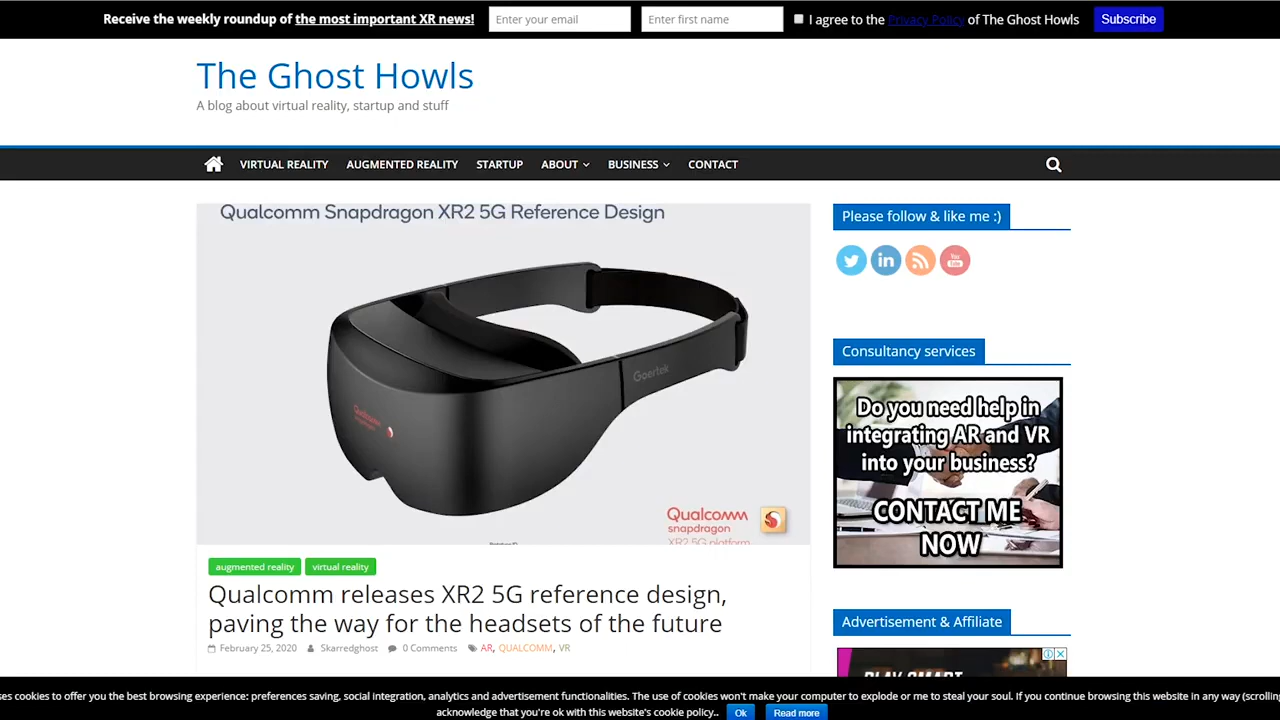 Receive the weekly roundup of the most important XR news! Enter your email Enter first name I agree to the Privacy Policy of The Ghost Howls Subscribe
The Ghost Howls
A blog about virtual reality, startup and stuff
VIRTUAL REALITY AUGMENTED REALITY STARTUP ABOUT BUSINESS CONTACT
Qualcomm Snapdragon XR2 5G Reference Design
Goertek
Qualcomm
snapdragon
Qualcomm
snapdragon
XR2 5G platform
augmented reality virtual reality
Qualcomm releases XR2 5G reference design,
paving the way for the headsets of the future
February 25, 2020 Skarredghost 0 Comments AR, QUALCOMM, VR
Please follow & like me :)
You
Tube
Consultancy services
Do you need help in
integrating AR and VR
into your business?
CONTACT ME
NOW
Advertisement & Affiliate
PLAY SMART
ses cookies to offer you the best browsing experience: preferences saving, social integration, analytics and advertisement functionalities. The use of cookies won't make your computer to explode or me to steal your soul. If you continue browsing this website in any way (scrolling
acknowledge that you're ok with this website's cookie policy.. Ok Read more